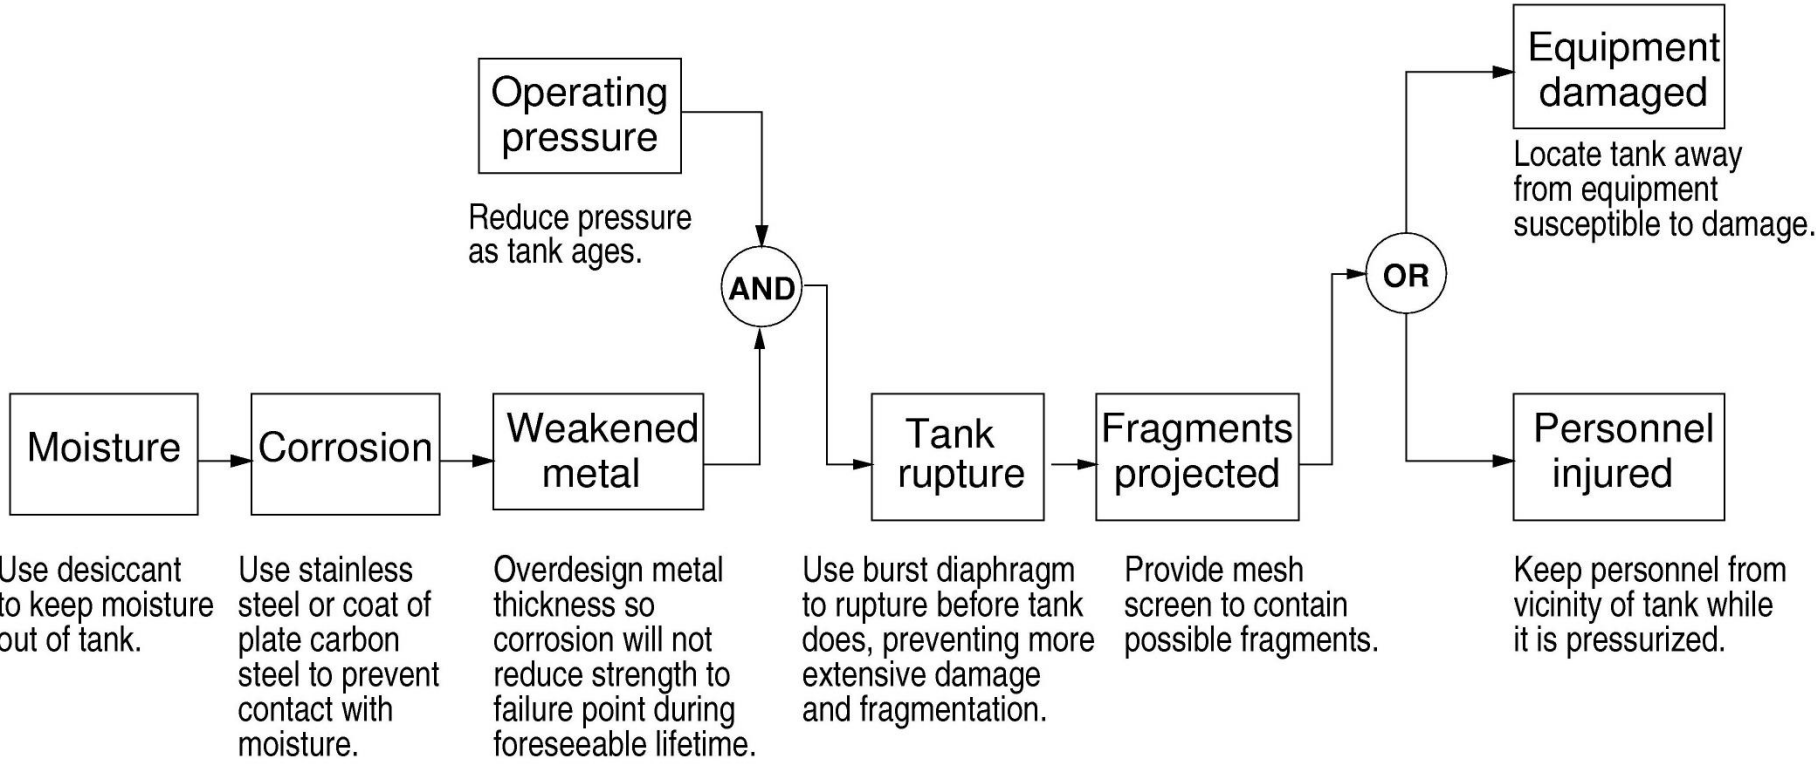 Operating
pressure
Reduce pressure
as tank ages.
AND
Equipment
damaged
Locate tank away
from equipment
susceptible to damage.
OR
Moisture
Use desiccant
to keep moisture
out of tank.
Corrosion
Use stainless
steel or coat of
plate carbon
steel to prevent
contact with
moisture.
Weakened
metal
Overdesign metal
thickness so
corrosion will not
reduce strength to
failure point during
foreseeable lifetime.
Tank
rupture
Use burst diaphragm
to rupture before tank
does, preventing more
extensive damage
and fragmentation.
Fragments
projected
Provide mesh
screen to contain
possible fragments.
Personnel
injured
Keep personnel from
vicinity of tank while
it is pressurized.